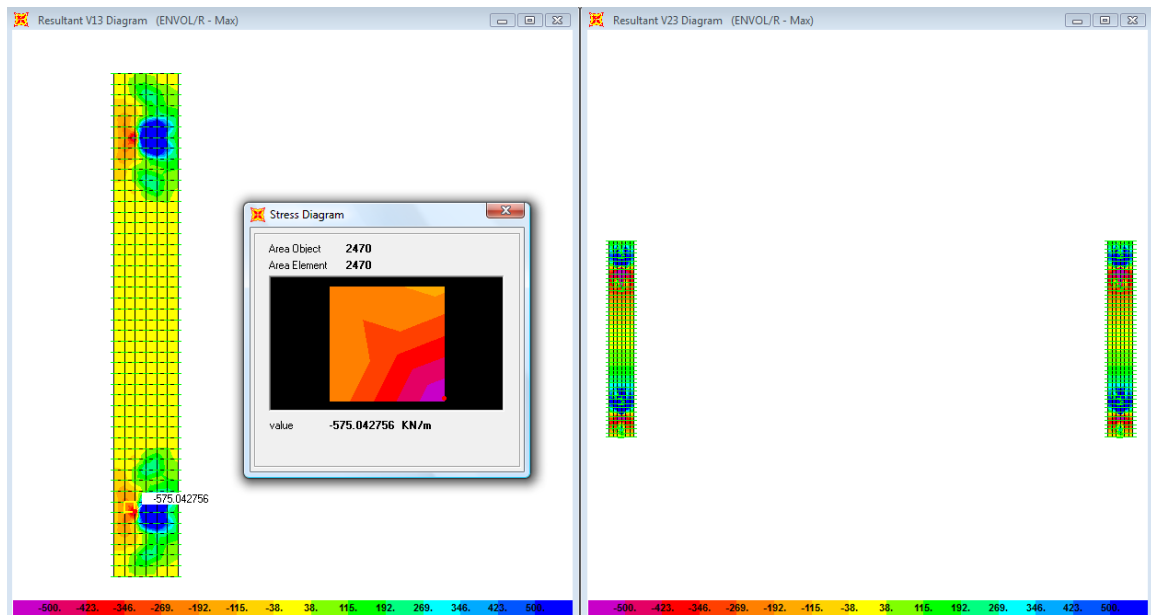 Resultant V13 Diagram (ENVOL/R - Max)
Resultant V23 Diagram (ENVOL/R - Max)
Stress Diagram
Area Object 2470
Area Element 2470
value -575.042756 KN/m
-575.042756
-500. -423. -346. -269. -192. -115. -38. 38. 115. 192. 269. 346. 423. 500.
-500. -423. -346. -269. -192. -115. -38. 38. 115. 192. 269. 346. 423. 500.